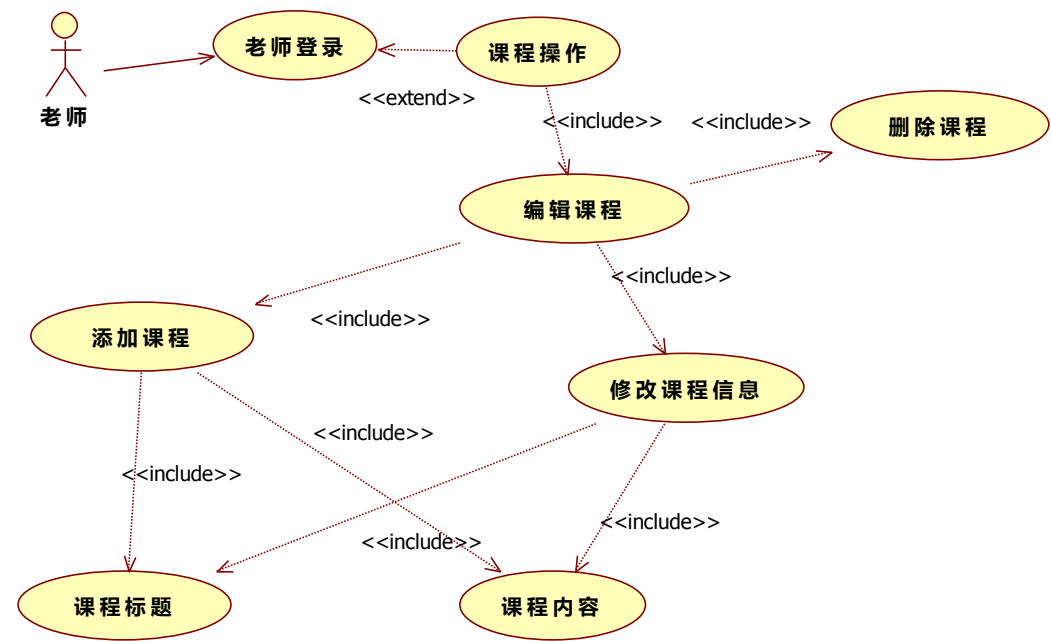 老师登录
课程操作
老师
<<extend>>
<<include>>
<<include>>
删除课程
编辑课程
<<include>>
<<include>>
添加课程
修改课程信息
<<include>>
<<include>>
<<include>>
<<include>>
课程标题
课程内容